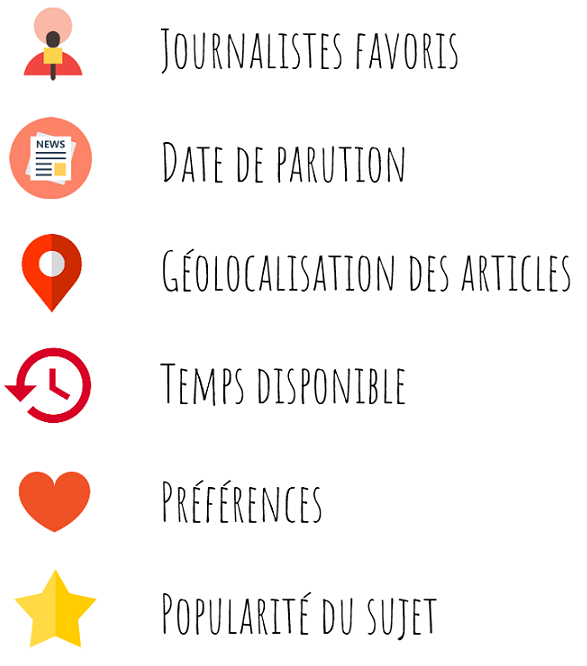 Journalistes favoris
NEWS
Date de parution
Géolocalisation des articles
Temps disponible
Préférences
Popularité du sujet